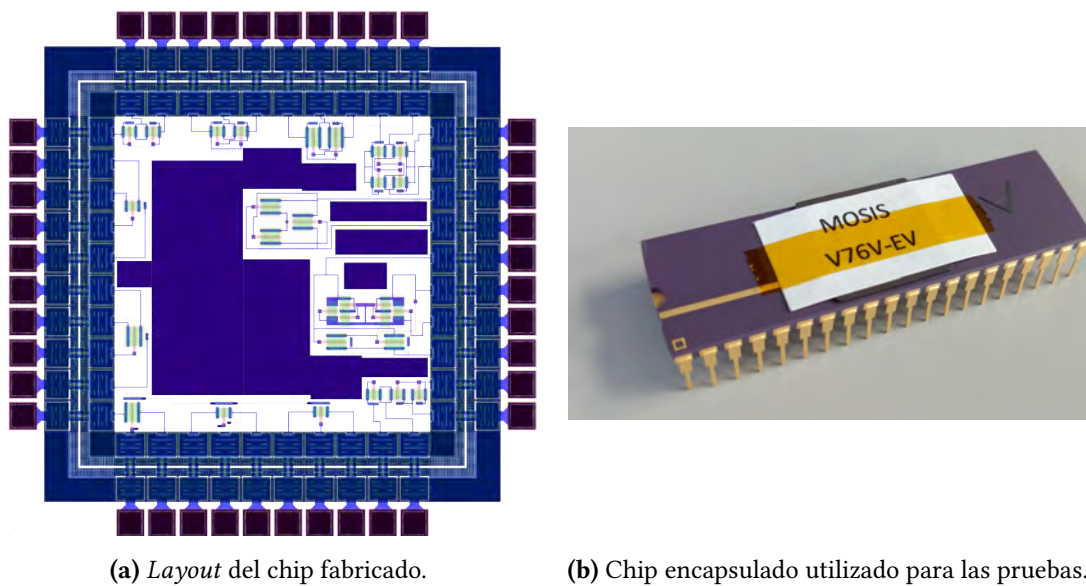 MOSIS
V76V-EV
V
(a) Layout del chip fabricado.
(b) Chip encapsulado utilizado para las pruebas.